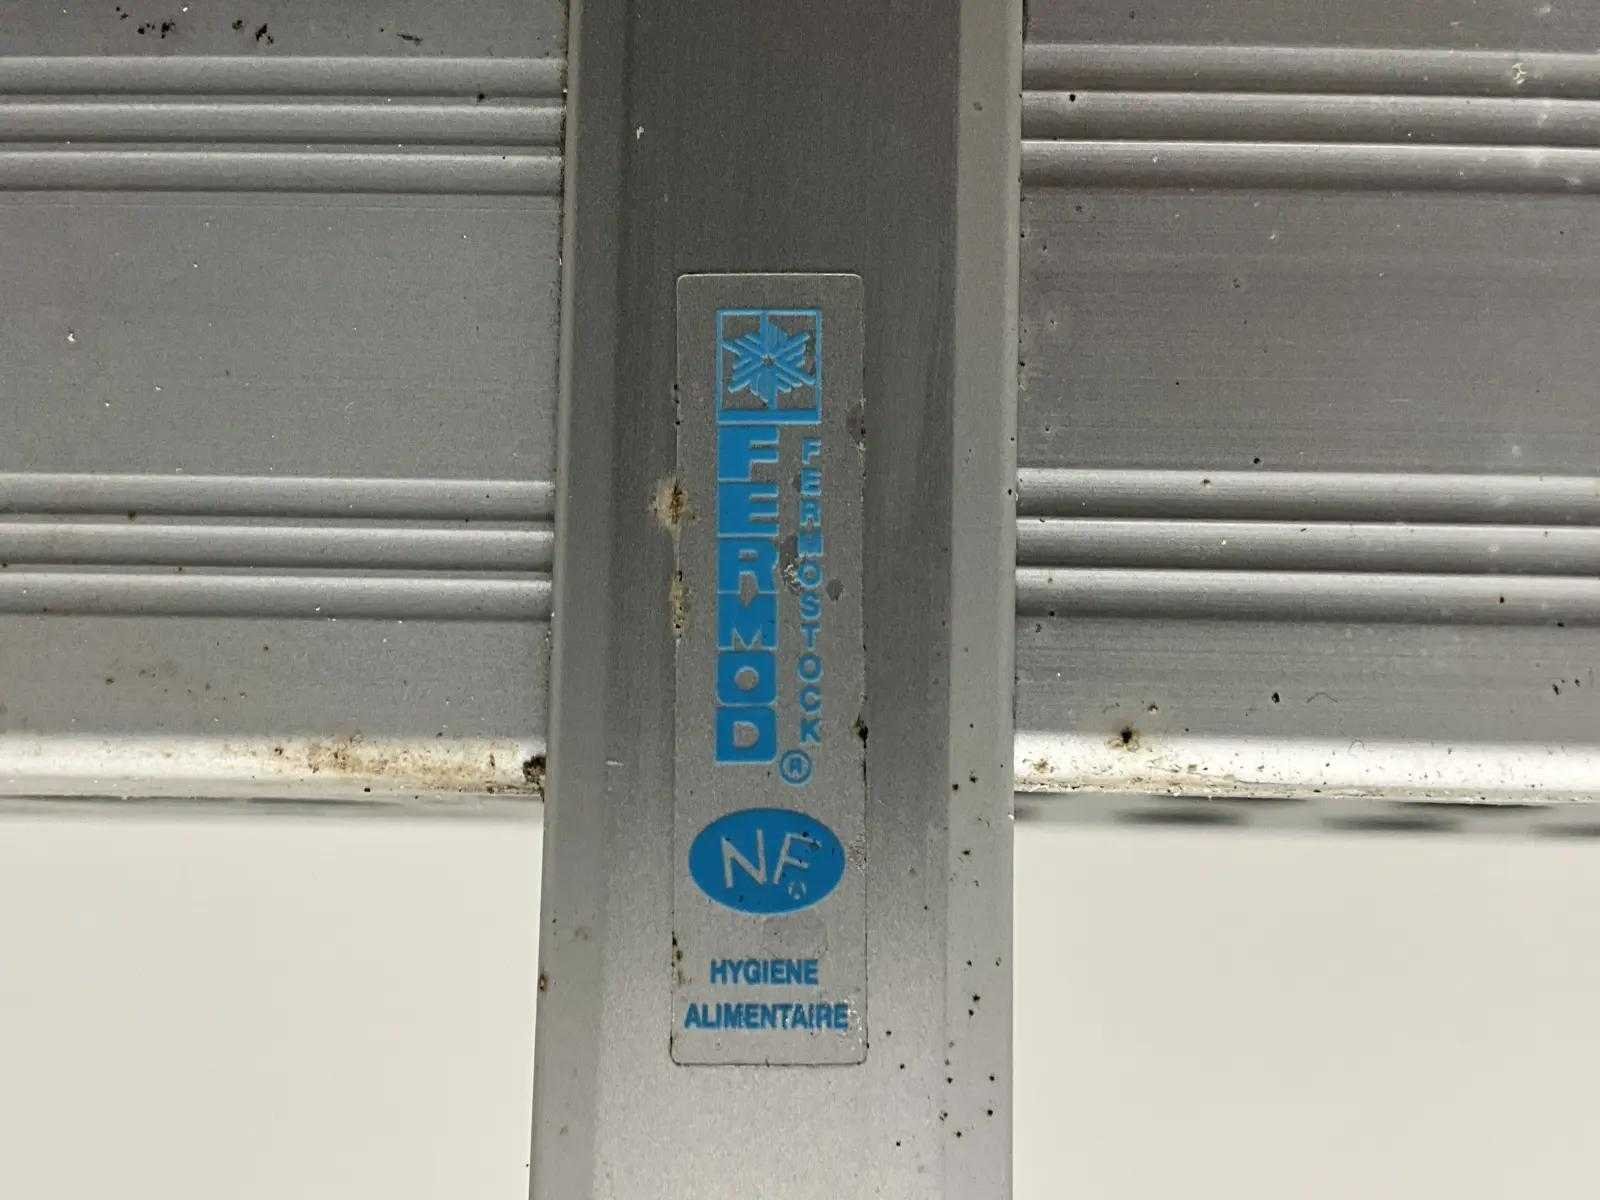 FERMOD
FERMOSTOCK
®
NF
HYGIENE
ALIMENTAIRE